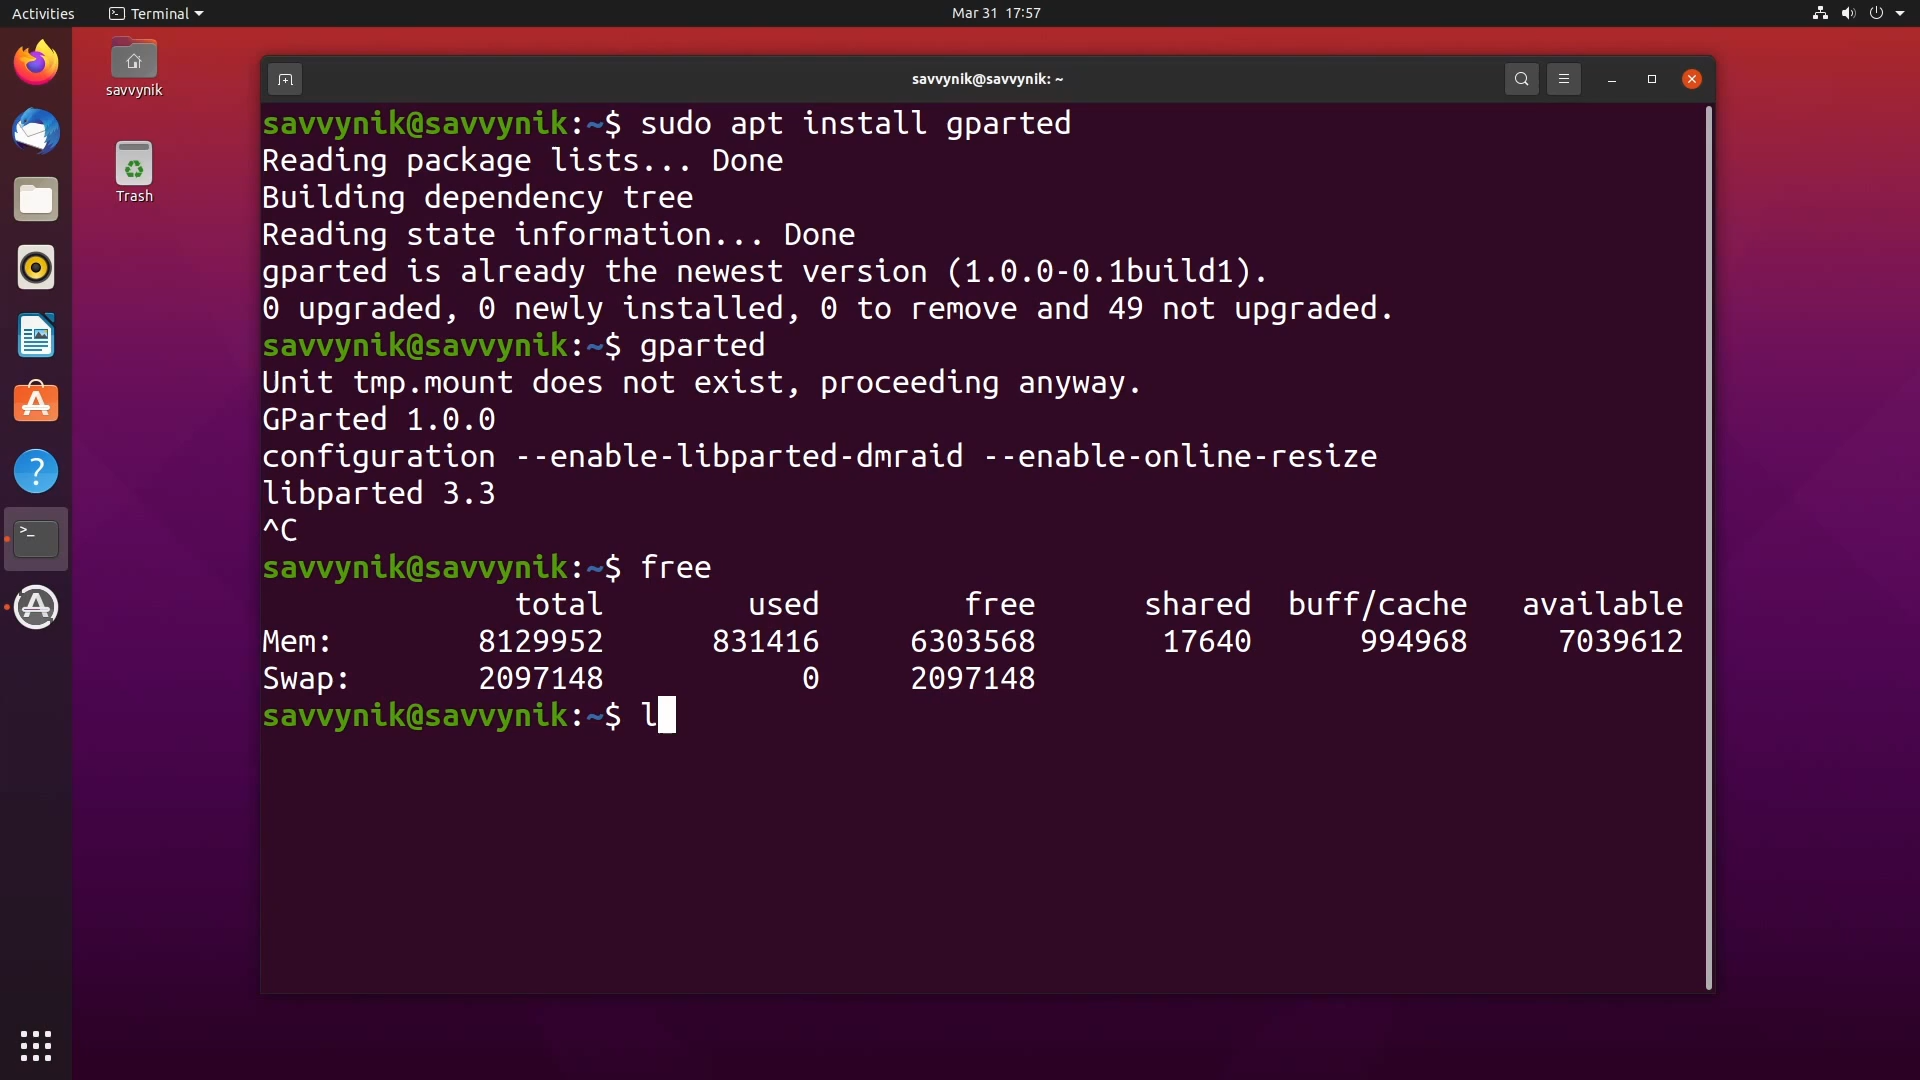 Activities
Terminal
Mar 31 17:57
savvynik
Trash
savvynik@savvynik: ~
savvynik@savvynik:~$ sudo apt install gparted
Reading package lists... Done
Building dependency tree
Reading state information... Done
gparted is already the newest version (1.0.0-0.1build1).
0 upgraded, 0 newly installed, 0 to remove and 49 not upgraded.
savvynik@savvynik:~$ gparted
Unit tmp.mount does not exist, proceeding anyway.
GParted 1.0.0
configuration --enable-libparted-dmraid --enable-online-resize
libparted 3.3
^C
savvynik@savvynik:~$ free
total used free shared buff/cache available
Mem: 8129952 831416 6303568 17640 994968 7039612
Swap: 2097148 0 2097148
savvynik@savvynik:~$ l